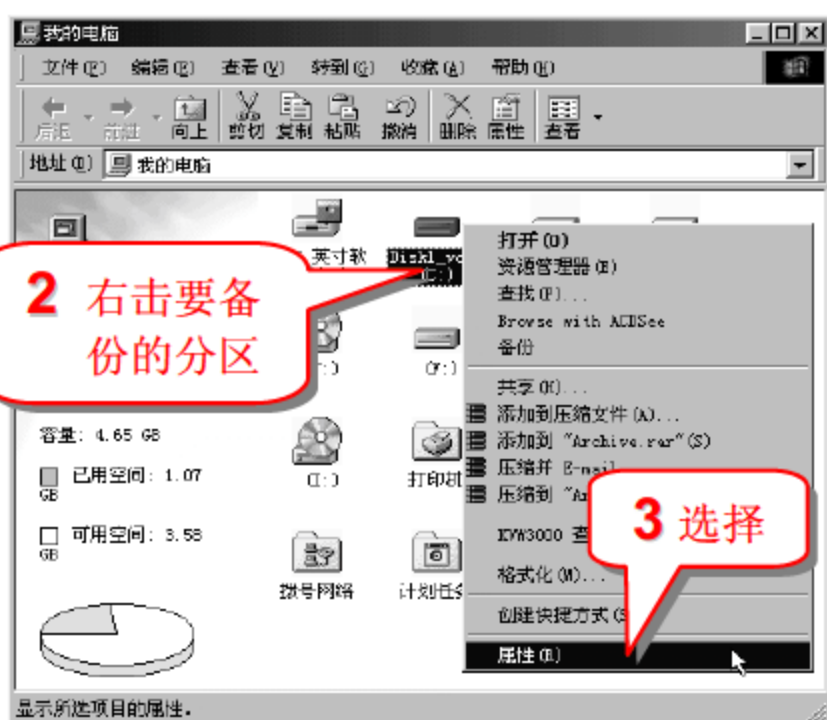 我的电脑
文件(F) 编辑(E) 查看(V) 转到(G) 收藏(A) 帮助(H)
后退 前进 向上 剪切 复制 粘贴 撤消 删除 属性 查看
地址(D) 我的电脑
英寸软
Disk1_vo
2 右击要备
份的分区
(F:)
容量: 4.65 GB
已用空间: 1.07
GB
可用空间: 3.58
GB
(I:)
打印机
拨号网络
计划任务
打开(O)
资源管理器(E)
查找(F)...
Browse with ACDSee
备份
共享(H)...
添加到压缩文件(A)...
添加到 "Archive.rar"(S)
压缩并 E-mail
压缩到 "Ar
KVW3000 查
格式化(M)...
创建快捷方式(S
属性(R)
3 选择
显示所选项目的属性。